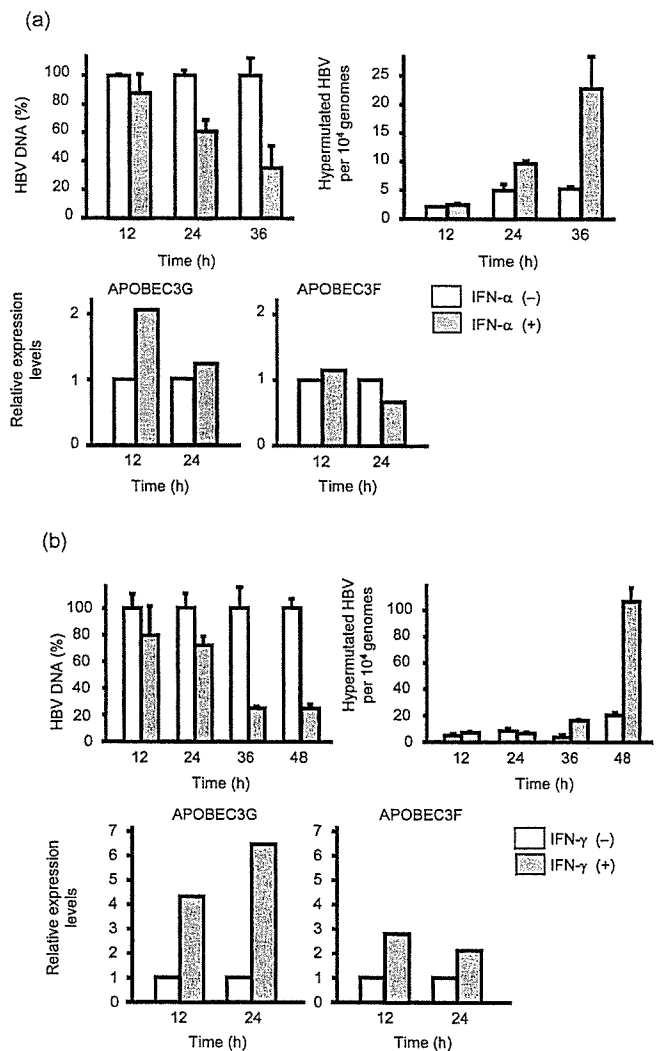 (a)
HBV DNA (%)
100
80
60
40
20
0
12 24 36
Time (h)
Hypermutated HBV
per 10⁴ genomes
25
20
15
10
5
0
12 24 36
Time (h)
Relative expression
levels
APOBEC3G
2
1
0
12 24
Time (h)
APOBEC3F
2
1
0
12 24
Time (h)
IFN-α (–)
IFN-α (+)
(b)
HBV DNA (%)
100
80
60
40
20
0
12 24 36 48
Time (h)
Hypermutated HBV
per 10⁴ genomes
100
80
60
40
20
0
12 24 36 48
Time (h)
Relative expression
levels
APOBEC3G
7
6
5
4
3
2
1
0
12 24
Time (h)
APOBEC3F
7
6
5
4
3
2
1
0
12 24
Time (h)
IFN-γ (–)
IFN-γ (+)